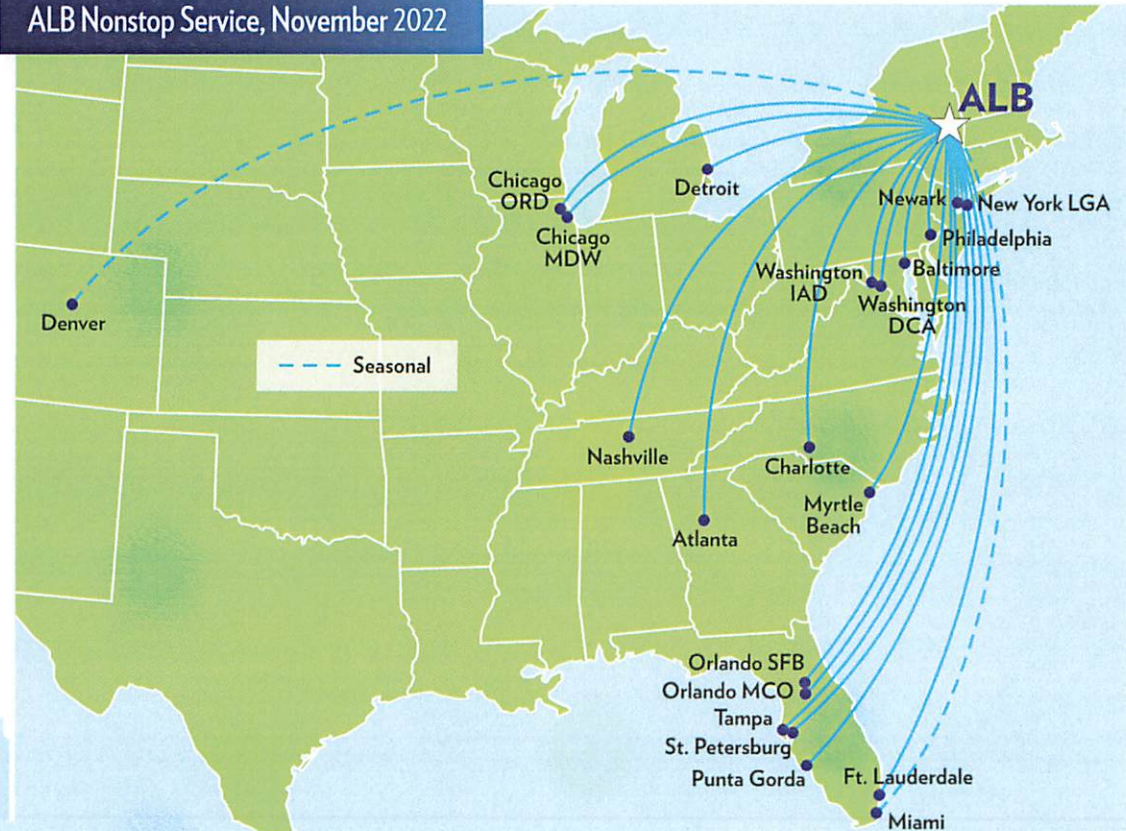 ALB Nonstop Service, November 2022
ALB
Chicago
ORD
Chicago
MDW
Detroit
Newark
New York LGA
Philadelphia
Baltimore
Washington
IAD
Washington
DCA
Denver
Seasonal
Nashville
Charlotte
Myrtle
Beach
Atlanta
Orlando SFB
Orlando MCO
Tampa
St. Petersburg
Punta Gorda
Ft. Lauderdale
Miami